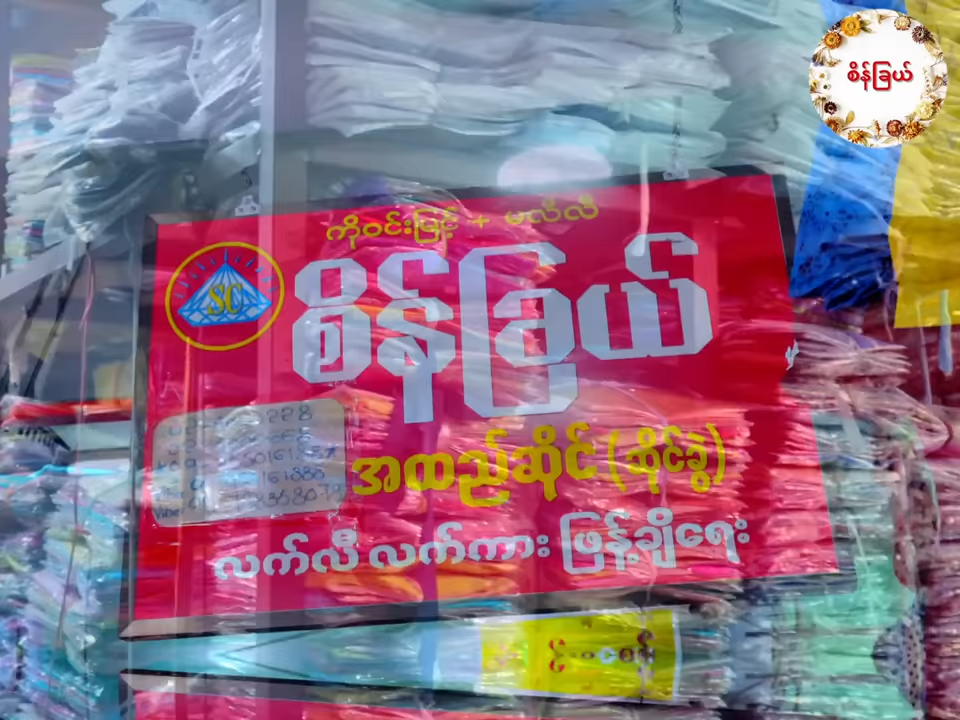 စိန်ခြယ်
ကိုဝင်းမြင့် + မလီလီ
SC
စိန်ခြယ်
အထည်ဆိုင် (ဆိုင်ခွဲ)
လက်လီ လက်ကား ဖြန့်ချိရေး